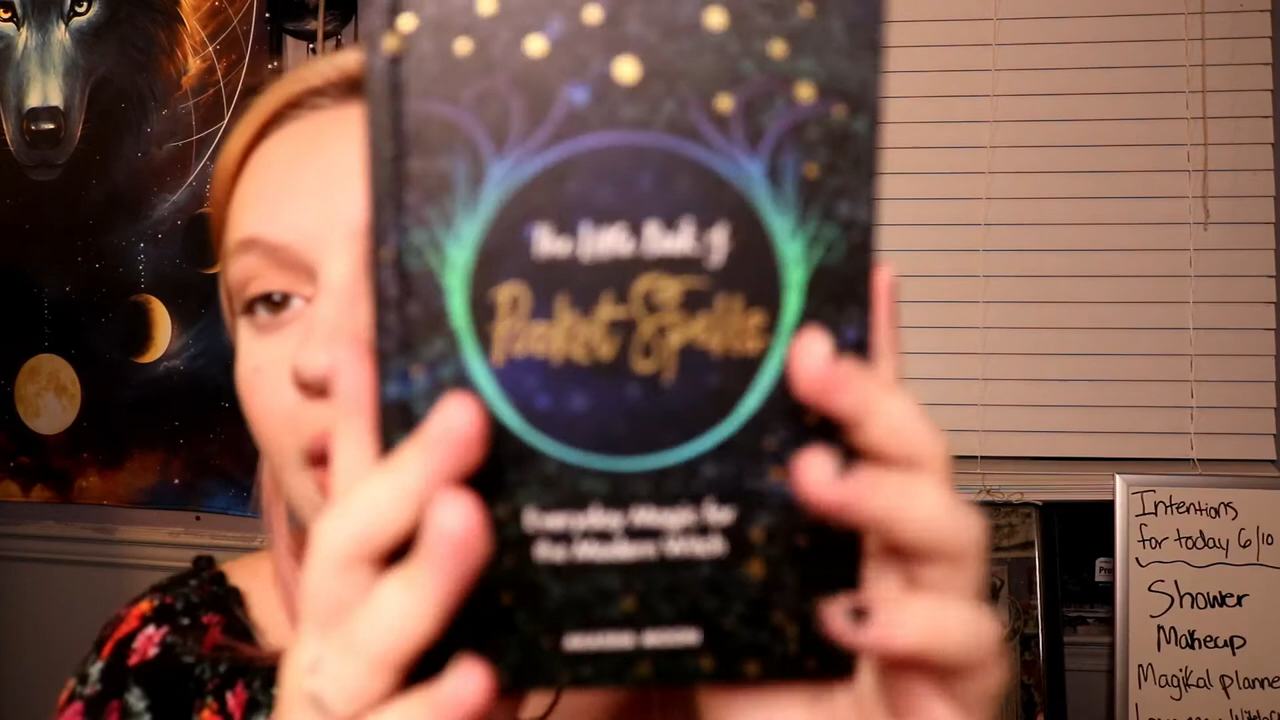 The Little Book of
Pocket Spells
Everyday Magic for
the Modern Witch
Intentions
for today 6/10
Shower
Makeup
Magikal planne